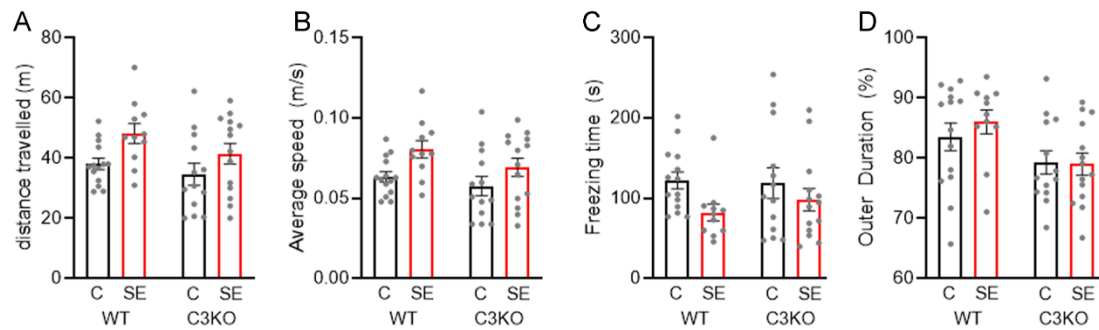 A
distance travelled (m)
80
60
40
20
0
C SE C SE
WT C3KO
B
Average speed (m/s)
0.15
0.10
0.05
0.00
C SE C SE
WT C3KO
C
Freezing time (s)
300
200
100
0
C SE C SE
WT C3KO
D
Outer Duration (%)
100
90
80
70
60
C SE C SE
WT C3KO